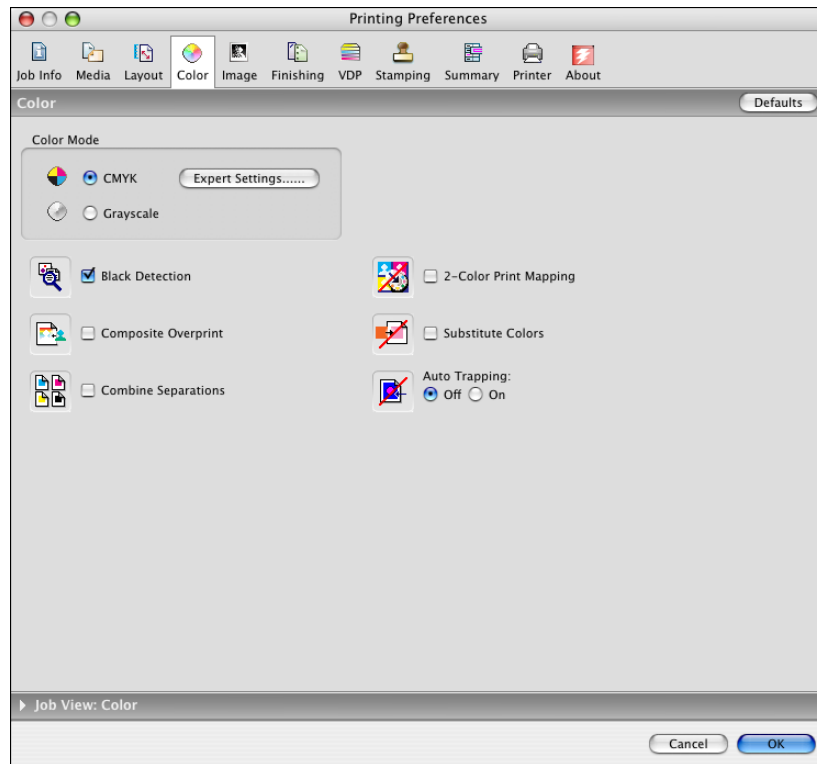 Printing Preferences
Job Info Media Layout Color Image Finishing VDP Stamping Summary Printer About
Color Defaults
Color Mode
CMYK Expert Settings......
Grayscale
Black Detection 2-Color Print Mapping
Composite Overprint Substitute Colors
Auto Trapping:
Combine Separations Off On
Job View: Color
Cancel OK